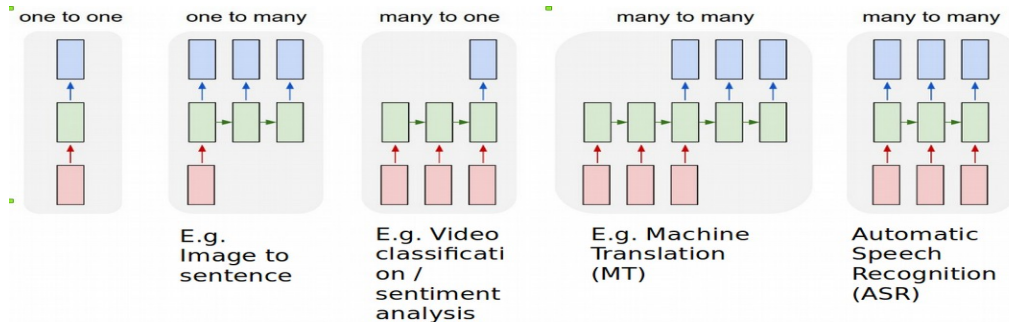 one to one
one to many
many to one
many to many
many to many
E.g.
Image to
sentence
E.g. Video
classificati
on /
sentiment
analysis
E.g. Machine
Translation
(MT)
Automatic
Speech
Recognition
(ASR)